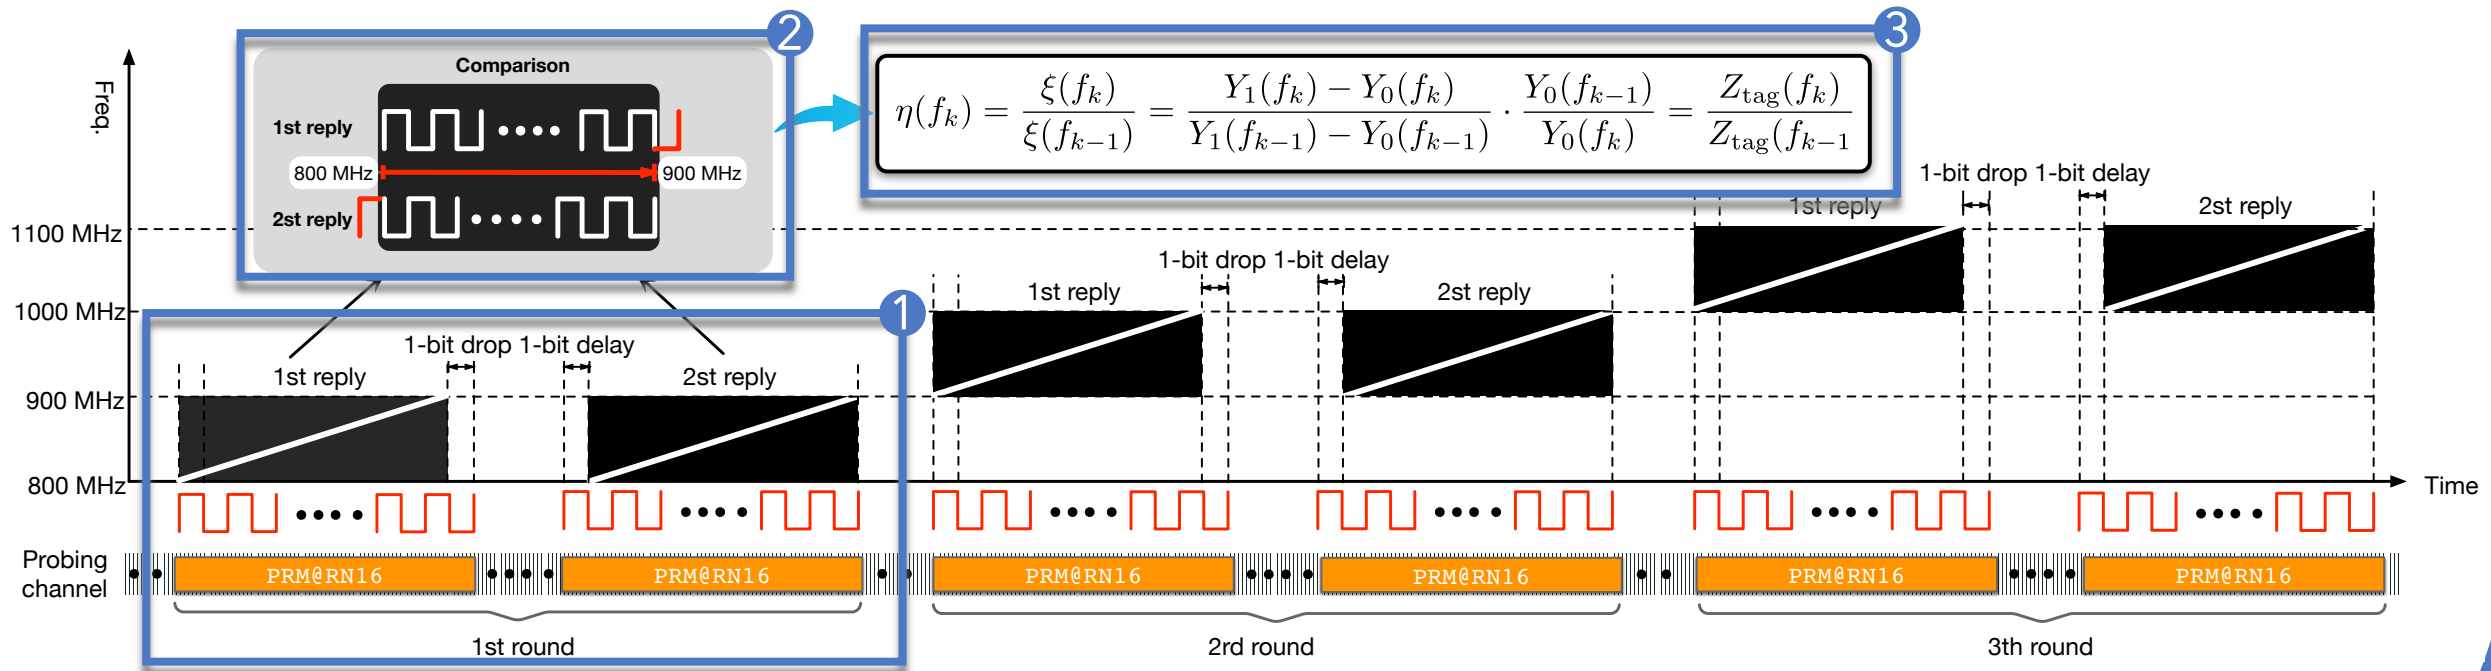 2
3
Comparison
1st reply
800 MHz
900 MHz
2st reply
η(f_k) = ξ(f_k) / ξ(f_{k−1}) = (Y_1(f_k) − Y_0(f_k)) / (Y_1(f_{k−1}) − Y_0(f_{k−1})) · Y_0(f_{k−1}) / Y_0(f_k) = Z_tag(f_k) / Z_tag(f_{k−1}
Freq.
1100 MHz
1000 MHz
900 MHz
800 MHz
1
1-bit drop 1-bit delay
1st reply
2st reply
1-bit drop 1-bit delay
1st reply
2st reply
1-bit drop 1-bit delay
1st reply
2st reply
Time
Probing
channel
PRM@RN16
PRM@RN16
PRM@RN16
PRM@RN16
PRM@RN16
PRM@RN16
1st round
2rd round
3th round